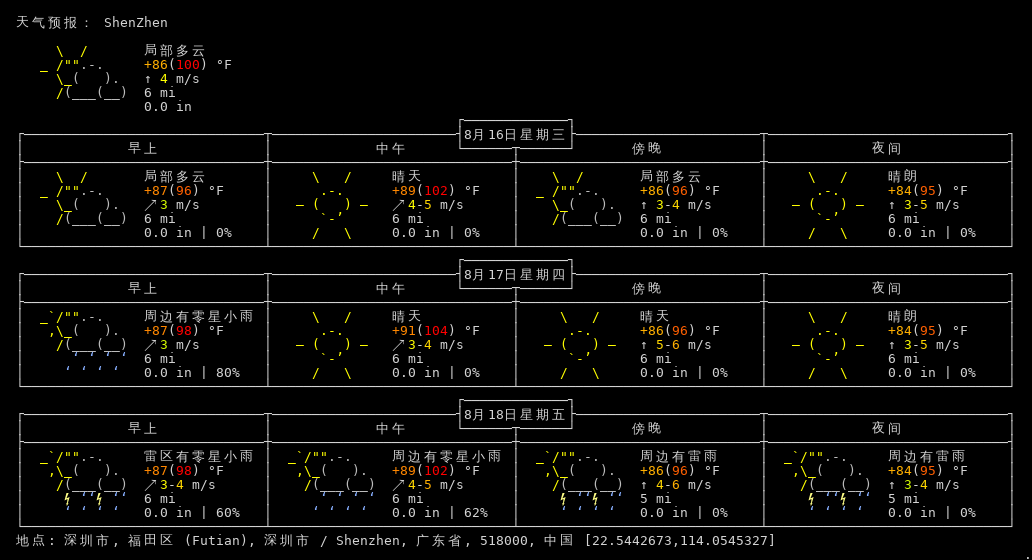 天气预报： ShenZhen
局部多云
+86(100) °F
↑ 4 m/s
6 mi
0.0 in
8月16日星期三
早上 中午 傍晚 夜间
局部多云 晴天 局部多云 晴朗
+87(96) °F +89(102) °F +86(96) °F +84(95) °F
↗3 m/s ↗4-5 m/s ↑ 3-4 m/s ↑ 3-5 m/s
6 mi 6 mi 6 mi 6 mi
0.0 in | 0% 0.0 in | 0% 0.0 in | 0% 0.0 in | 0%
8月17日星期四
早上 中午 傍晚 夜间
周边有零星小雨 晴天 晴天 晴朗
+87(98) °F +91(104) °F +86(96) °F +84(95) °F
↗3 m/s ↗3-4 m/s ↑ 5-6 m/s ↑ 3-5 m/s
6 mi 6 mi 6 mi 6 mi
0.0 in | 80% 0.0 in | 0% 0.0 in | 0% 0.0 in | 0%
8月18日星期五
早上 中午 傍晚 夜间
雷区有零星小雨 周边有零星小雨 周边有雷雨 周边有雷雨
+87(98) °F +89(102) °F +86(96) °F +84(95) °F
↗3-4 m/s ↗4-5 m/s ↑ 4-6 m/s ↑ 3-4 m/s
6 mi 6 mi 5 mi 5 mi
0.0 in | 60% 0.0 in | 62% 0.0 in | 0% 0.0 in | 0%
地点: 深圳市, 福田区 (Futian), 深圳市 / Shenzhen, 广东省, 518000, 中国 [22.5442673,114.0545327]